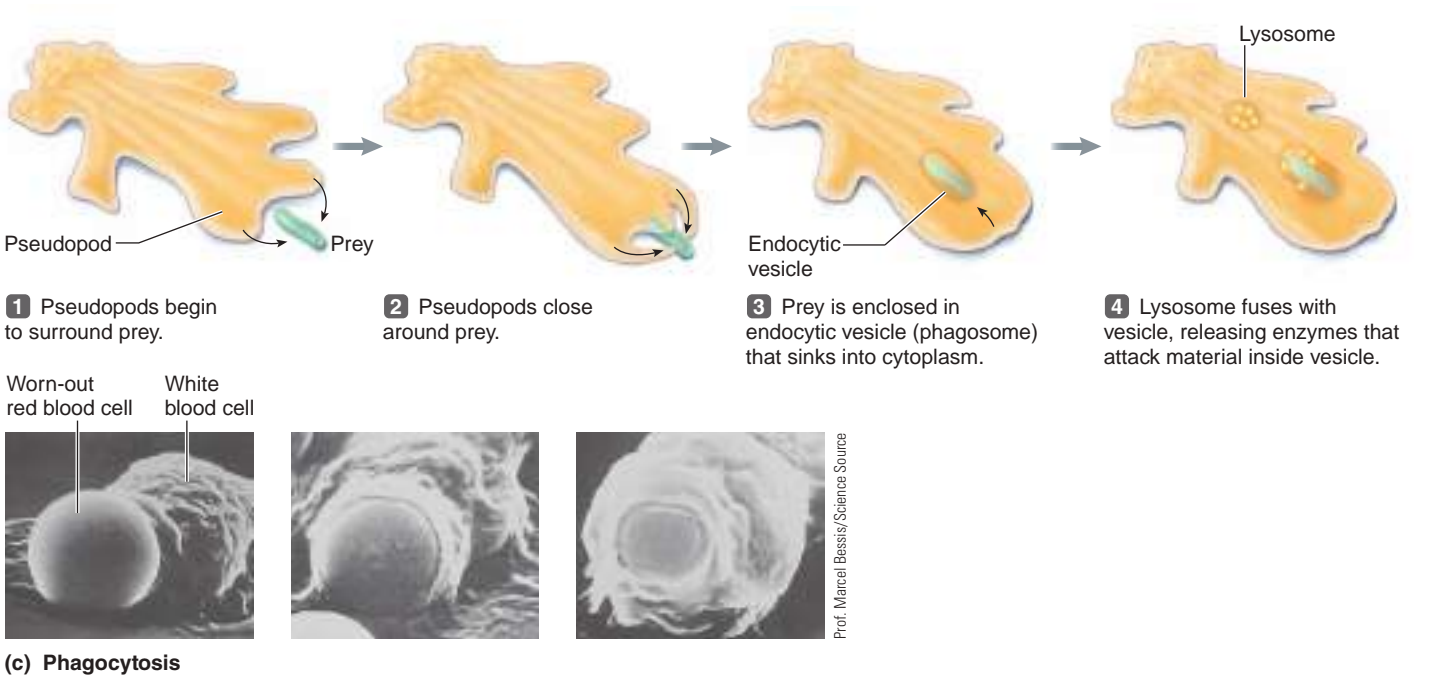 Lysosome
Pseudopod
Prey
Endocytic
vesicle
1 Pseudopods begin
to surround prey.
2 Pseudopods close
around prey.
3 Prey is enclosed in
endocytic vesicle (phagosome)
that sinks into cytoplasm.
4 Lysosome fuses with
vesicle, releasing enzymes that
attack material inside vesicle.
Worn-out
red blood cell
White
blood cell
Prof. Marcel Bessis/Science Source
(c) Phagocytosis